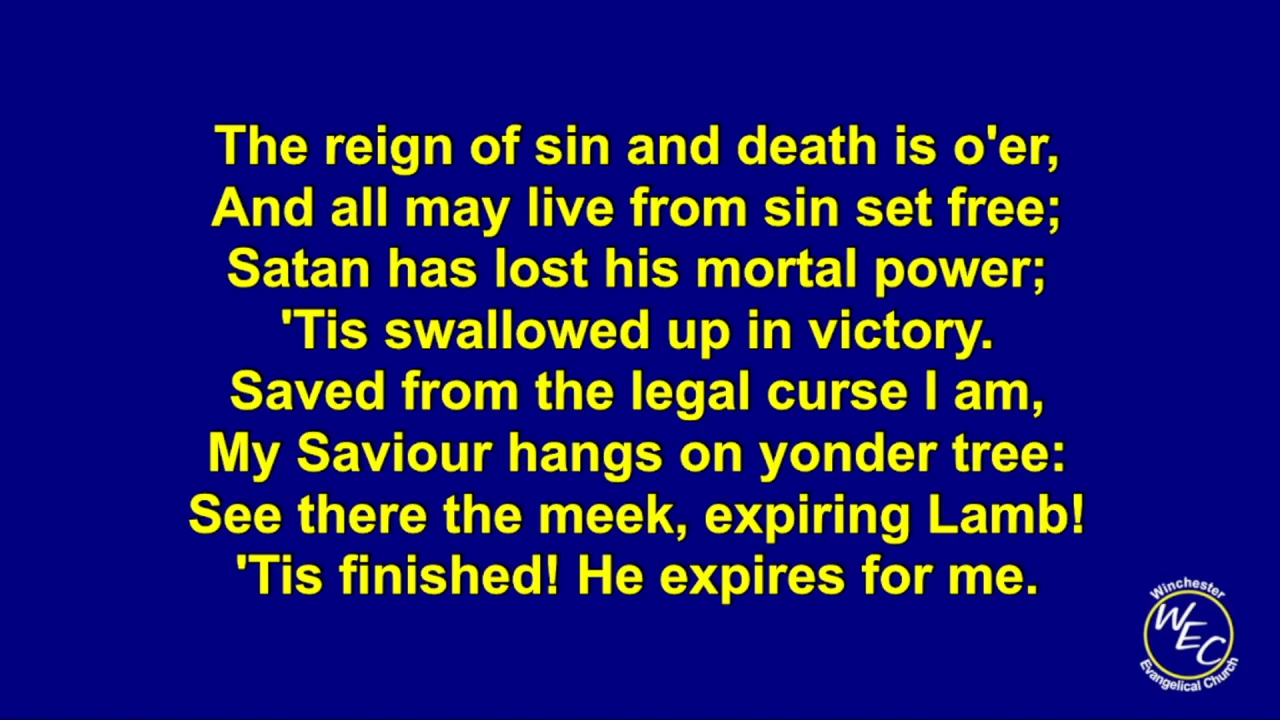 The reign of sin and death is o'er,
And all may live from sin set free;
Satan has lost his mortal power;
'Tis swallowed up in victory.
Saved from the legal curse I am,
My Saviour hangs on yonder tree:
See there the meek, expiring Lamb!
'Tis finished! He expires for me.
Winchester
WEC
Evangelical Church